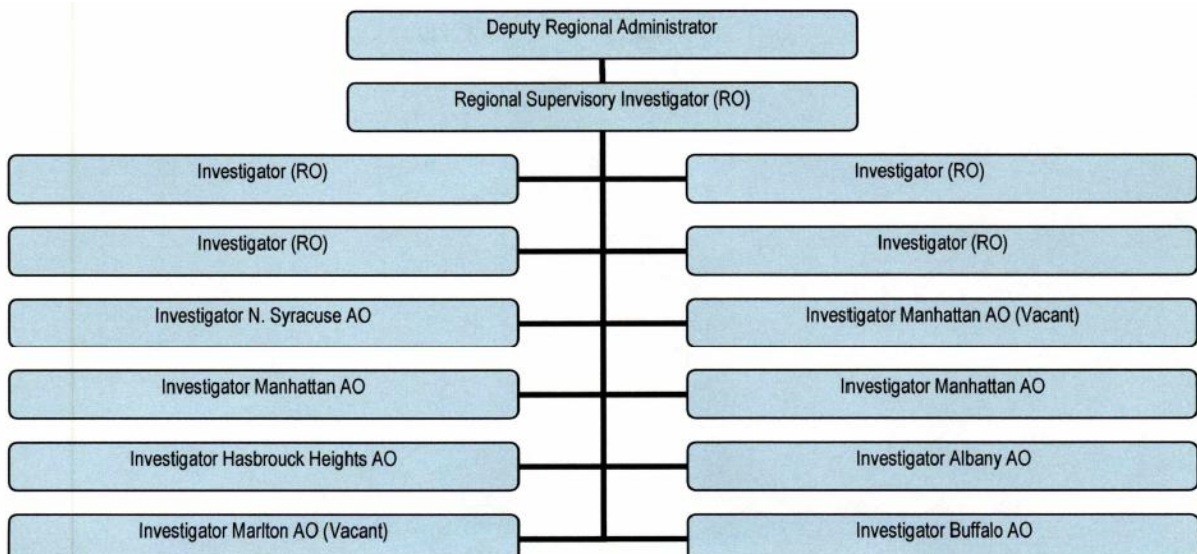 Deputy Regional Administrator
Regional Supervisory Investigator (RO)
Investigator (RO)
Investigator (RO)
Investigator (RO)
Investigator (RO)
Investigator N. Syracuse AO
Investigator Manhattan AO (Vacant)
Investigator Manhattan AO
Investigator Manhattan AO
Investigator Hasbrouck Heights AO
Investigator Albany AO
Investigator Marlton AO (Vacant)
Investigator Buffalo AO